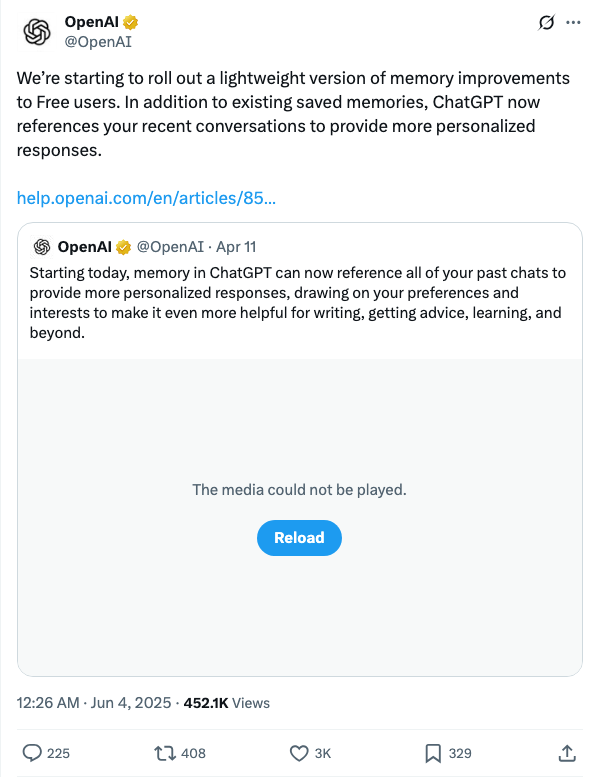 OpenAI
@OpenAI
We’re starting to roll out a lightweight version of memory improvements
to Free users. In addition to existing saved memories, ChatGPT now
references your recent conversations to provide more personalized
responses.
help.openai.com/en/articles/85…
OpenAI @OpenAI · Apr 11
Starting today, memory in ChatGPT can now reference all of your past chats to
provide more personalized responses, drawing on your preferences and
interests to make it even more helpful for writing, getting advice, learning, and
beyond.
The media could not be played.
Reload
12:26 AM · Jun 4, 2025 · 452.1K Views
225 408 3K 329